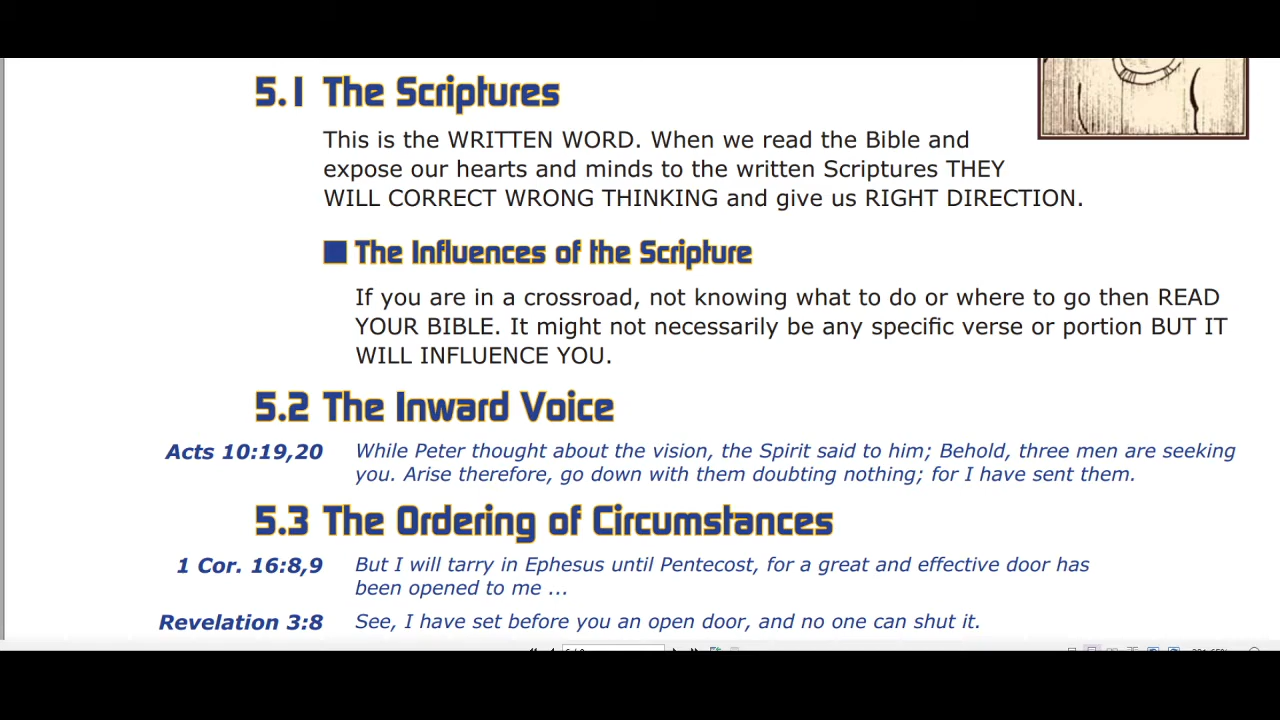 5.1 The Scriptures
This is the WRITTEN WORD. When we read the Bible and
expose our hearts and minds to the written Scriptures THEY
WILL CORRECT WRONG THINKING and give us RIGHT DIRECTION.
The Influences of the Scripture
If you are in a crossroad, not knowing what to do or where to go then READ
YOUR BIBLE. It might not necessarily be any specific verse or portion BUT IT
WILL INFLUENCE YOU.
5.2 The Inward Voice
Acts 10:19,20 While Peter thought about the vision, the Spirit said to him; Behold, three men are seeking
you. Arise therefore, go down with them doubting nothing; for I have sent them.
5.3 The Ordering of Circumstances
1 Cor. 16:8,9 But I will tarry in Ephesus until Pentecost, for a great and effective door has
been opened to me ...
Revelation 3:8 See, I have set before you an open door, and no one can shut it.